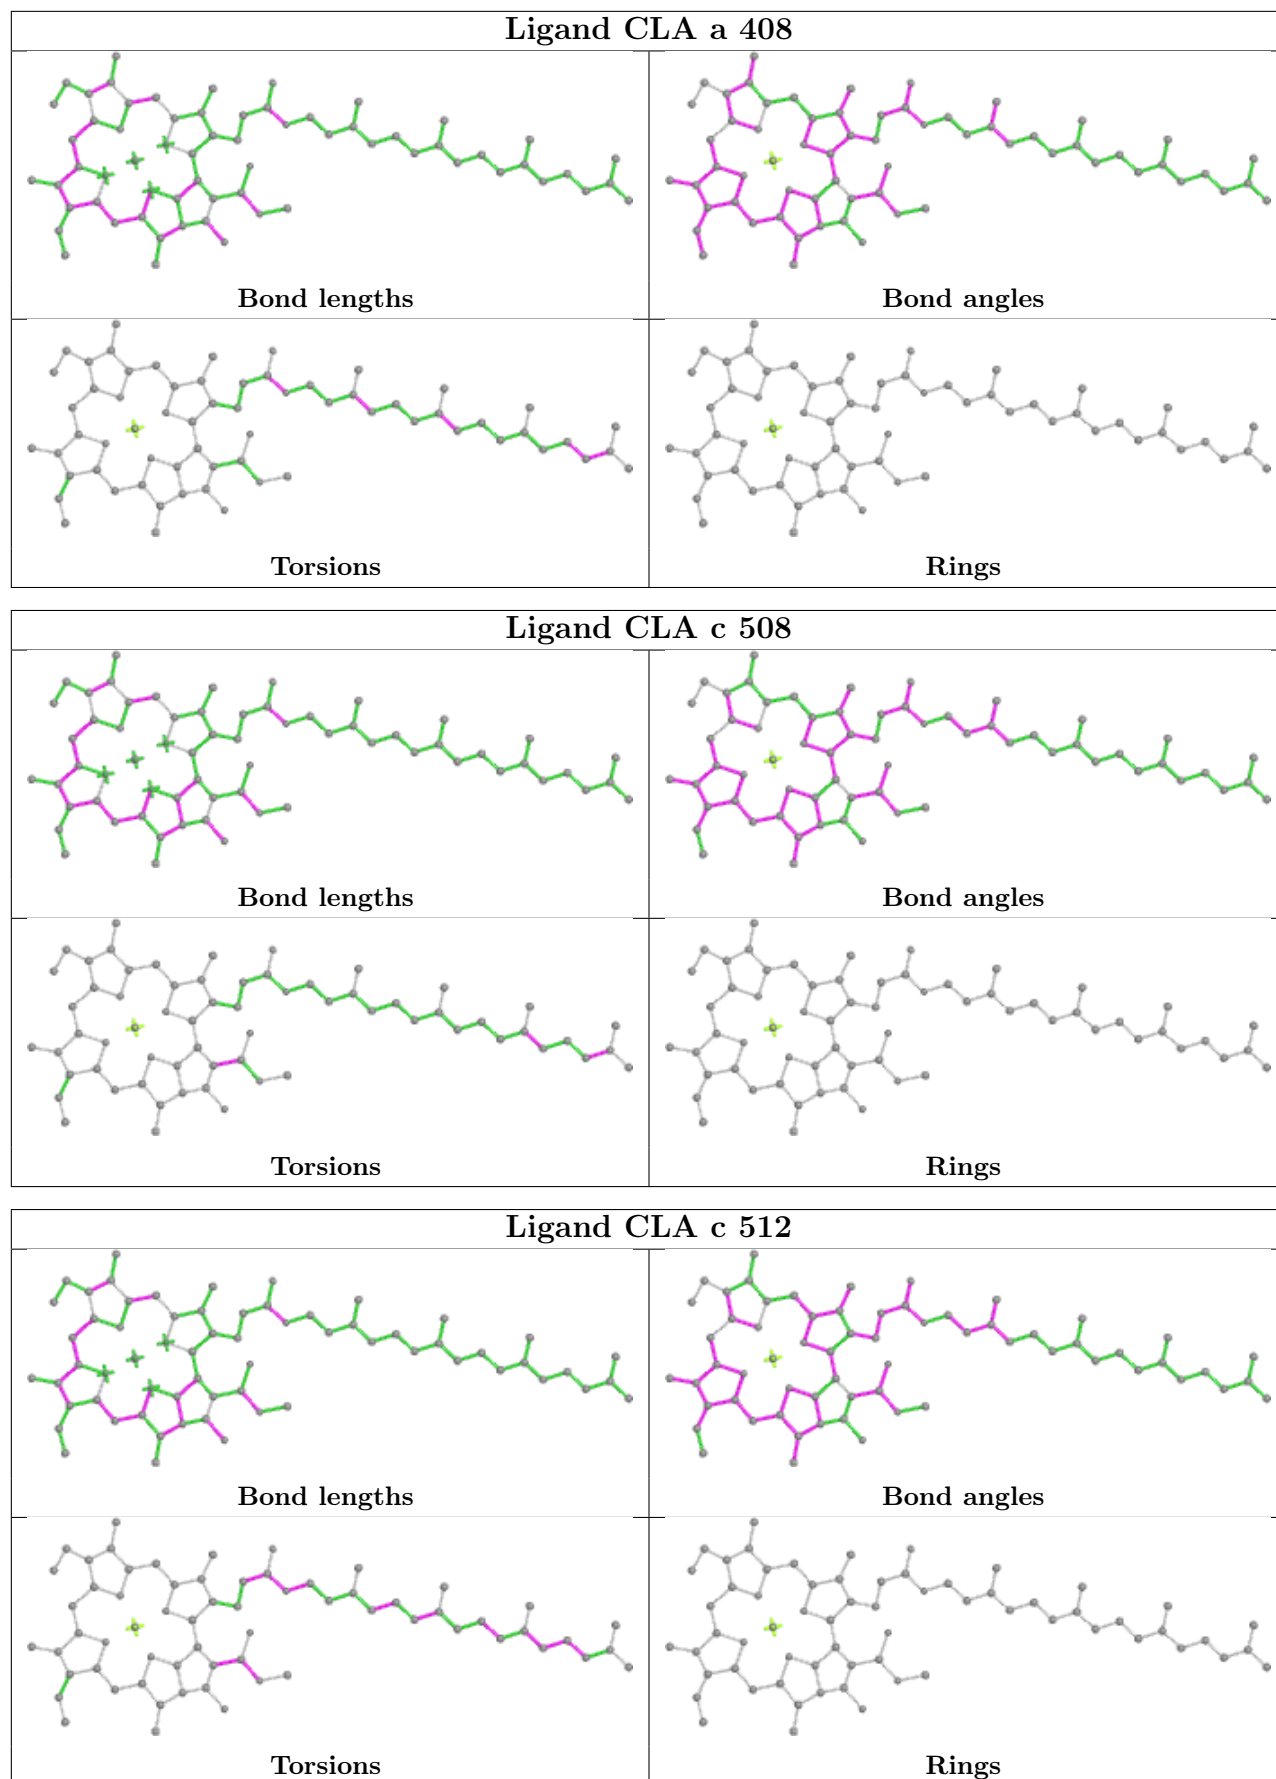 Ligand CLA a 408
Bond lengths
Bond angles
Torsions
Rings
Ligand CLA c 508
Bond lengths
Bond angles
Torsions
Rings
Ligand CLA c 512
Bond lengths
Bond angles
Torsions
Rings